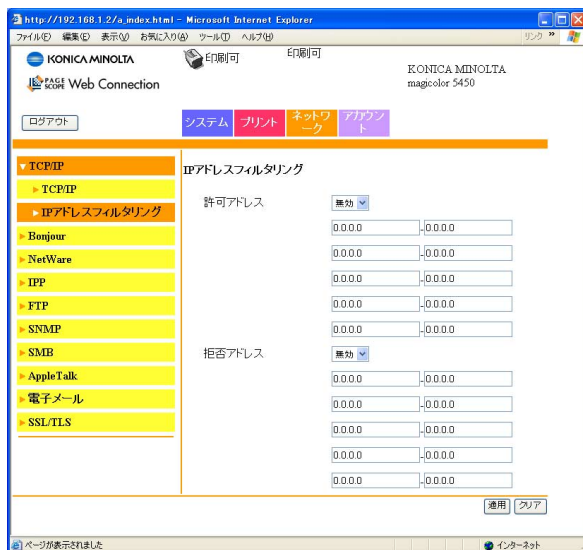 http://192.168.1.2/a_index.html - Microsoft Internet Explorer
ファイル(F) 編集(E) 表示(V) お気に入り(A) ツール(T) ヘルプ(H) リンク »
KONICA MINOLTA
印刷可
印刷可
KONICA MINOLTA
magicolor 5450
PAGE SCOPE Web Connection
ログアウト
システム
プリント
ネットワーク
アカウント
TCP/IP
TCP/IP
IPアドレスフィルタリング
Bonjour
NetWare
IPP
FTP
SNMP
SMB
AppleTalk
電子メール
SSL/TLS
IPアドレスフィルタリング
許可アドレス 無効
0.0.0.0 - 0.0.0.0
0.0.0.0 - 0.0.0.0
0.0.0.0 - 0.0.0.0
0.0.0.0 - 0.0.0.0
0.0.0.0 - 0.0.0.0
拒否アドレス 無効
0.0.0.0 - 0.0.0.0
0.0.0.0 - 0.0.0.0
0.0.0.0 - 0.0.0.0
0.0.0.0 - 0.0.0.0
0.0.0.0 - 0.0.0.0
適用 クリア
ページが表示されました インターネット